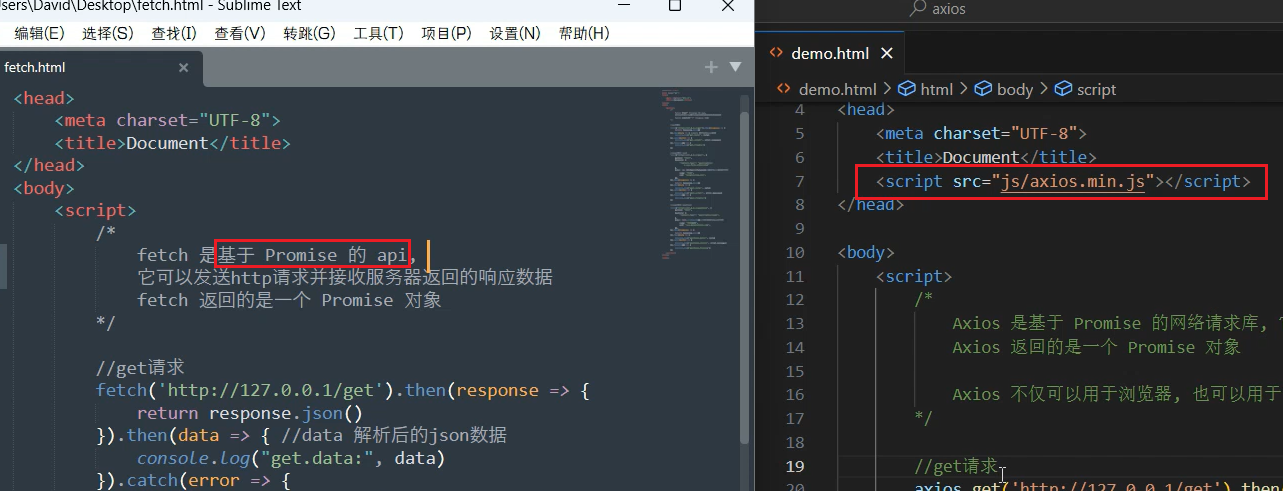 sers\David\Desktop\fetch.html - Sublime Text
编辑(E) 选择(S) 查找(I) 查看(V) 转跳(G) 工具(T) 项目(P) 设置(N) 帮助(H)
fetch.html
<head>
<meta charset="UTF-8">
<title>Document</title>
</head>
<body>
<script>
/*
fetch 是基于 Promise 的 api,
它可以发送http请求并接收服务器返回的响应数据
fetch 返回的是一个 Promise 对象
*/
//get请求
fetch('http://127.0.0.1/get').then(response => {
return response.json()
}).then(data => { //data 解析后的json数据
console.log("get.data:", data)
}).catch(error => {
axios
demo.html
demo.html > html > body > script
4 <head>
5 <meta charset="UTF-8">
6 <title>Document</title>
7 <script src="js/axios.min.js"></script>
8 </head>
9
10 <body>
11 <script>
12 /*
13 Axios 是基于 Promise 的网络请求库,
14 Axios 返回的是一个 Promise 对象
15
16 Axios 不仅可以用于浏览器, 也可以用于
17 */
18
19 //get请求
20 axios.get('http://127.0.0.1/get').then